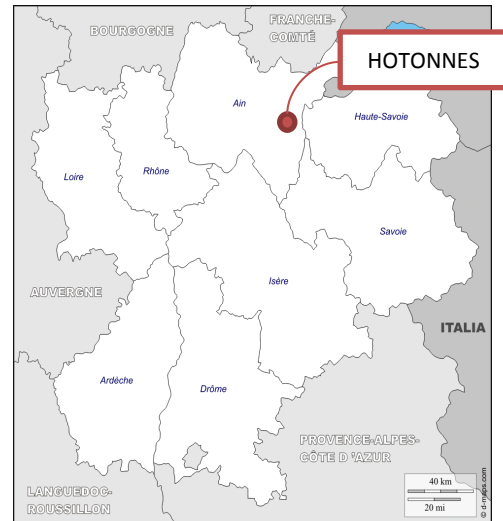 BOURGOGNE
FRANCHE-
COMTÉ
HOTONNES
Ain
Haute-Savoie
Loire
Rhône
Savoie
Isère
AUVERGNE
ITALIA
Ardèche
Drôme
PROVENCE-ALPES-
CÔTE D 'AZUR
LANGUEDOC-
ROUSSILLON
40 km
20 mi
© d-maps.com